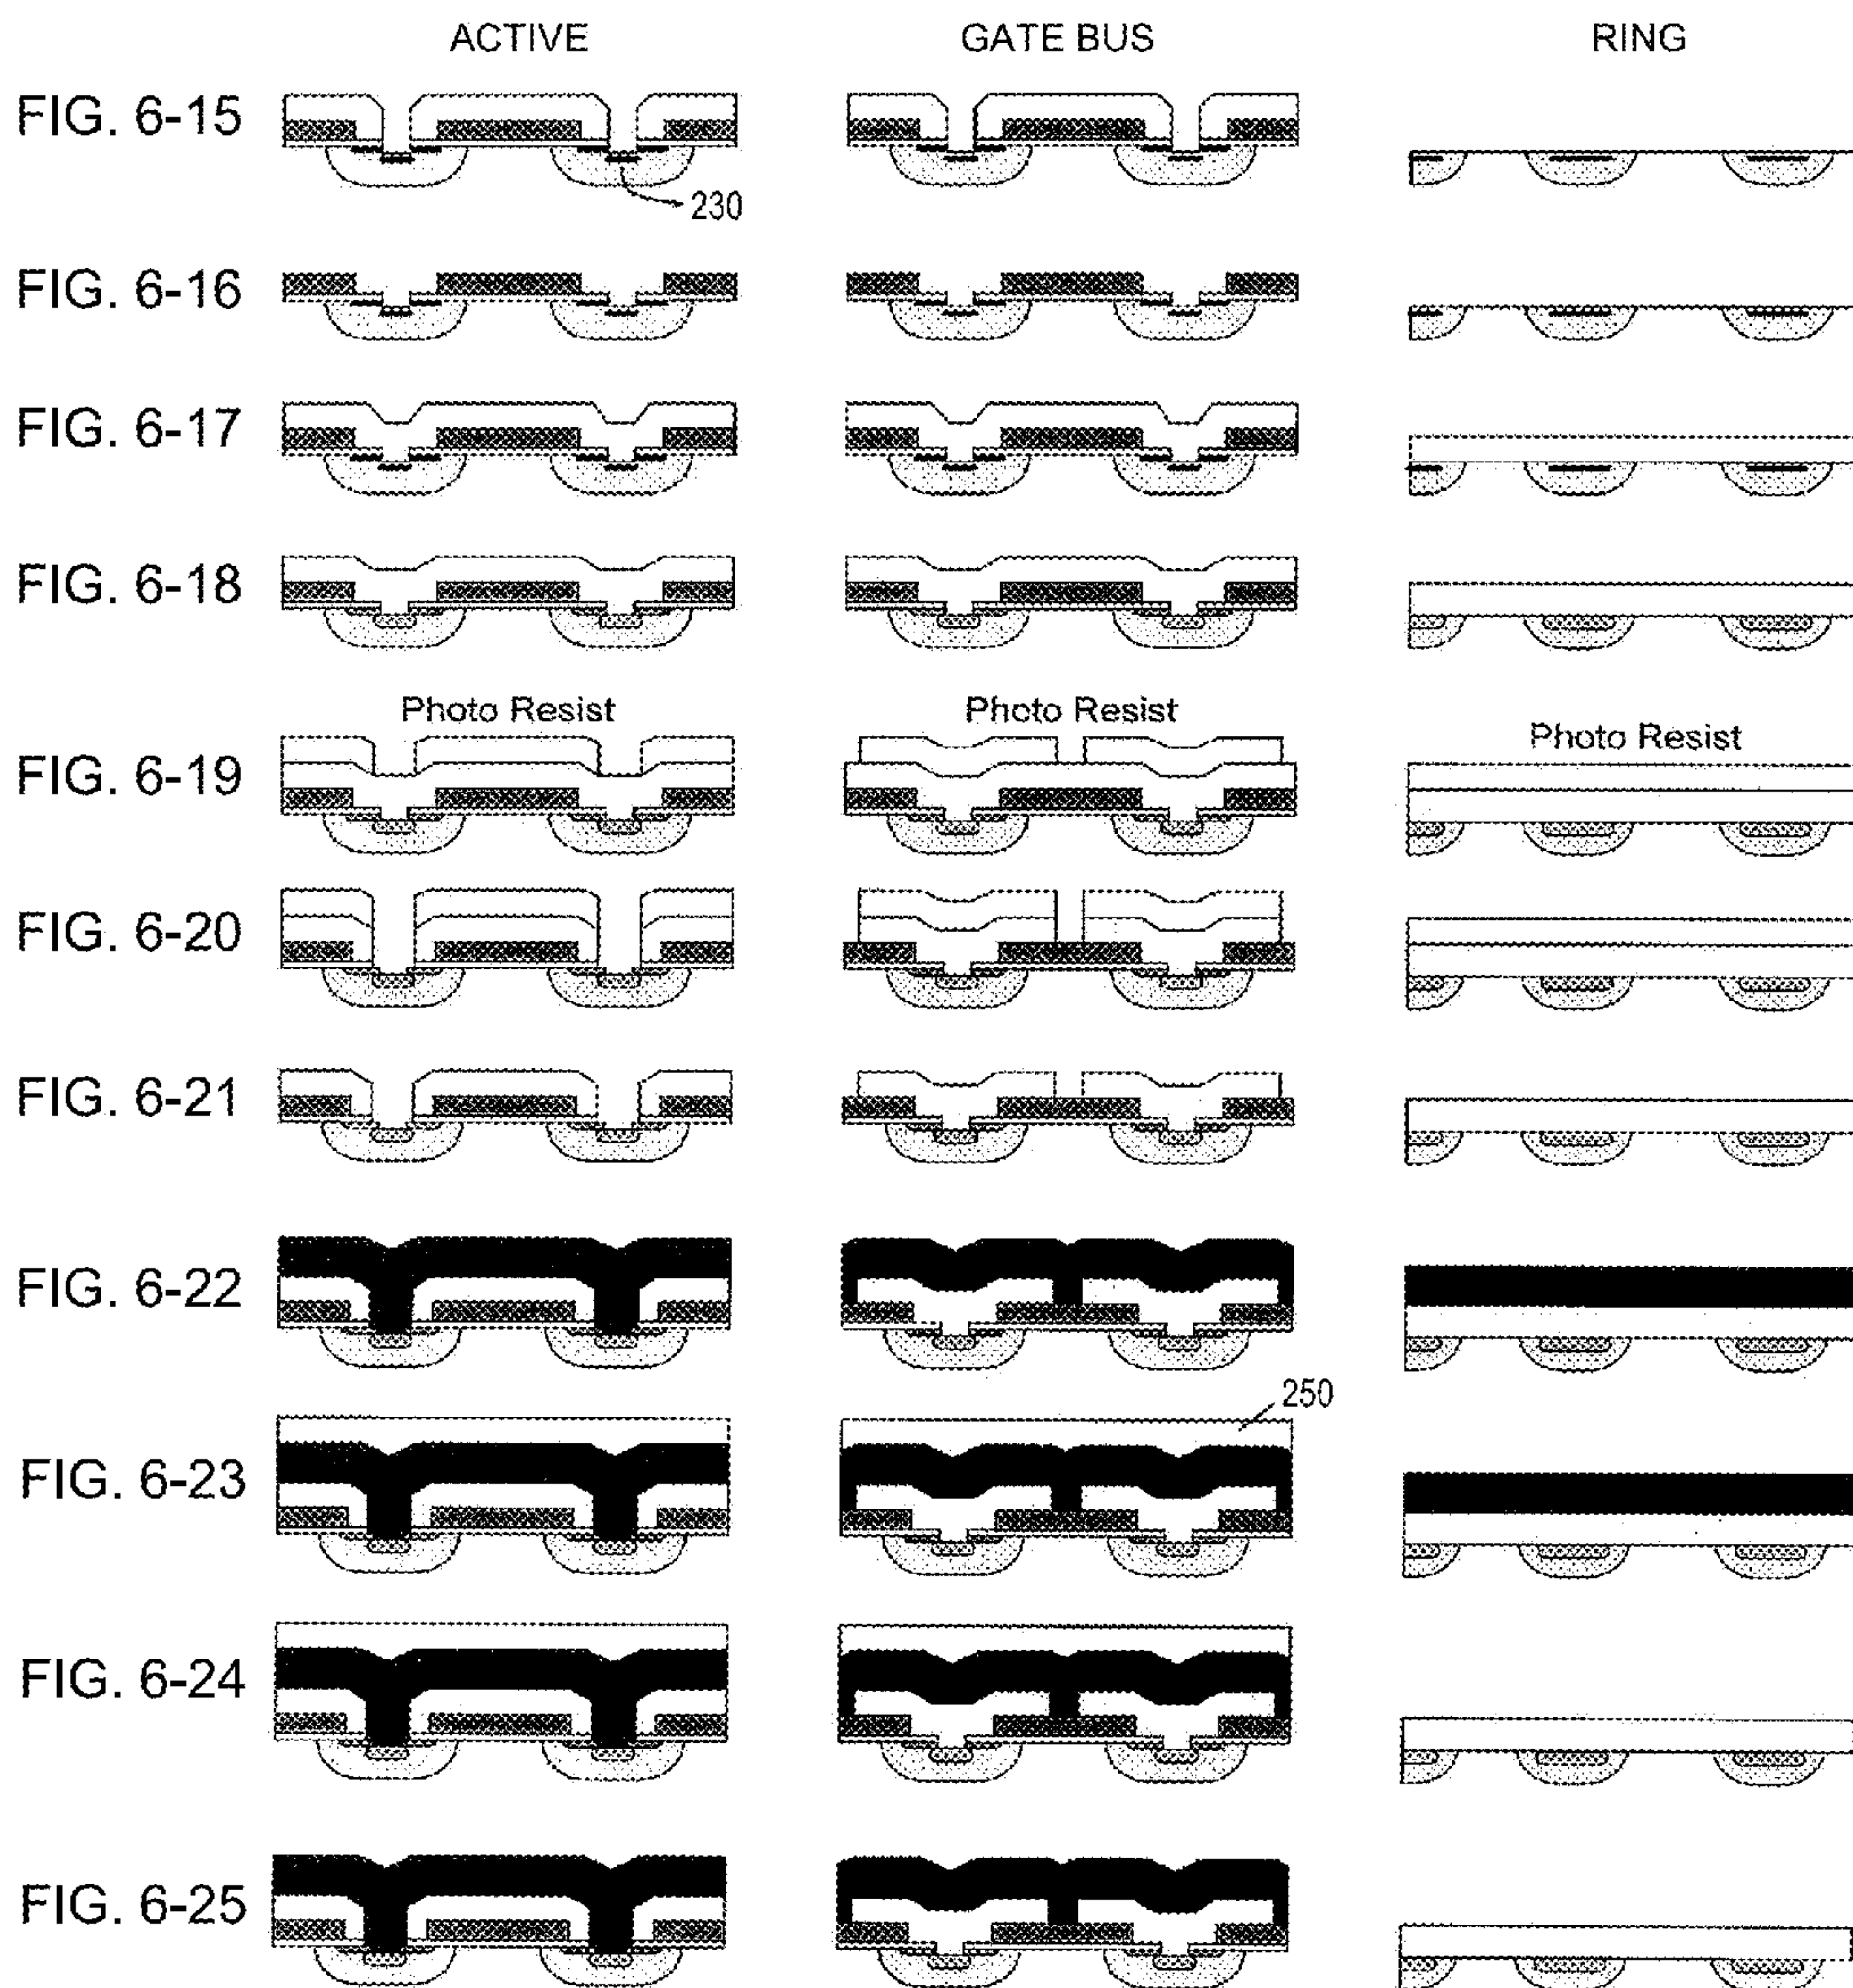 ACTIVE GATE BUS RING
FIG. 6-15
230
FIG. 6-16
FIG. 6-17
FIG. 6-18
Photo Resist Photo Resist Photo Resist
FIG. 6-19
FIG. 6-20
FIG. 6-21
FIG. 6-22
250
FIG. 6-23
FIG. 6-24
FIG. 6-25